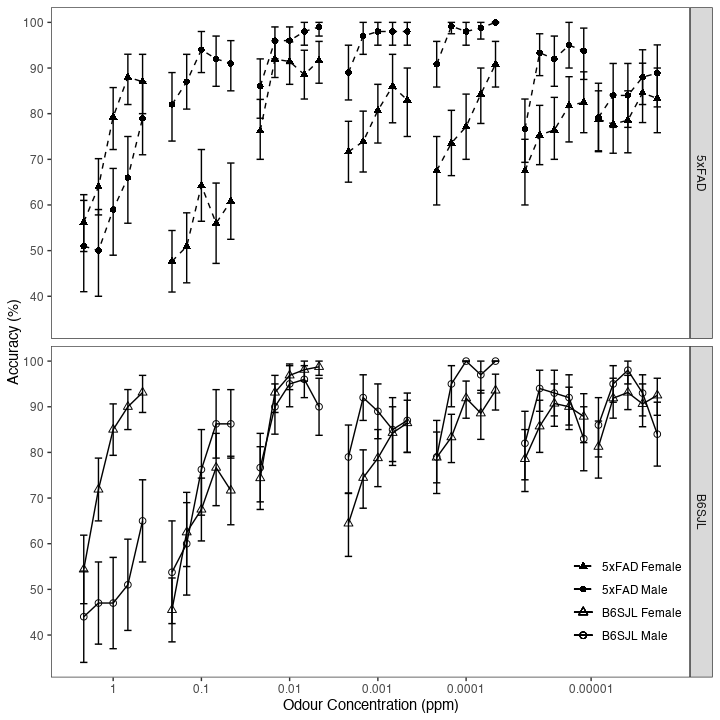 100
90
80
70
60
50
40
5xFAD
Accuracy (%)
100
90
80
70
60
50
40
B6SJL
5xFAD Female
5xFAD Male
B6SJL Female
B6SJL Male
1 0.1 0.01 0.001 0.0001 0.00001
Odour Concentration (ppm)